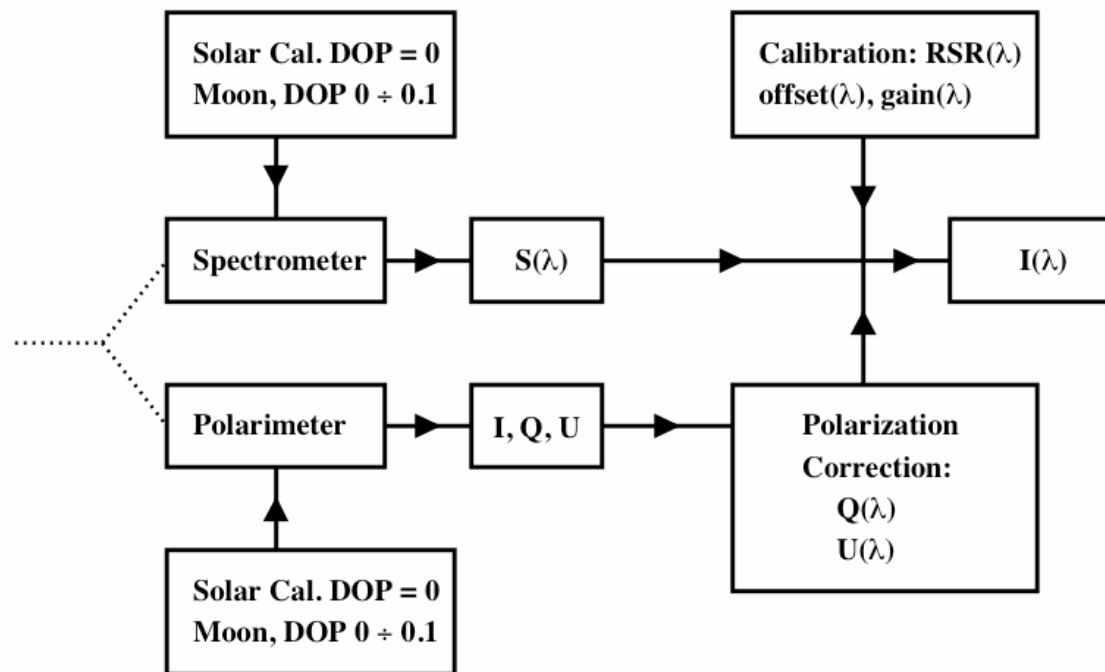 Solar Cal. DOP = 0
Moon, DOP 0 ÷ 0.1
Calibration: RSR(λ)
offset(λ), gain(λ)
Spectrometer
S(λ)
I(λ)
Polarimeter
I, Q, U
Polarization
Correction:
Q(λ)
U(λ)
Solar Cal. DOP = 0
Moon, DOP 0 ÷ 0.1